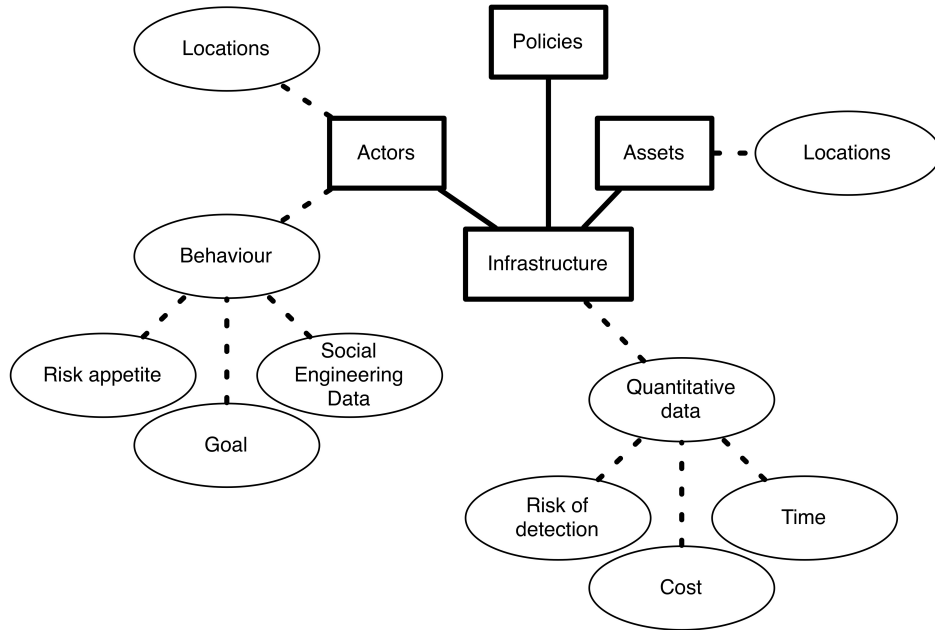 Locations
Policies
Actors
Assets
Locations
Behaviour
Infrastructure
Risk appetite
Social
Engineering
Data
Goal
Quantitative
data
Risk of
detection
Time
Cost